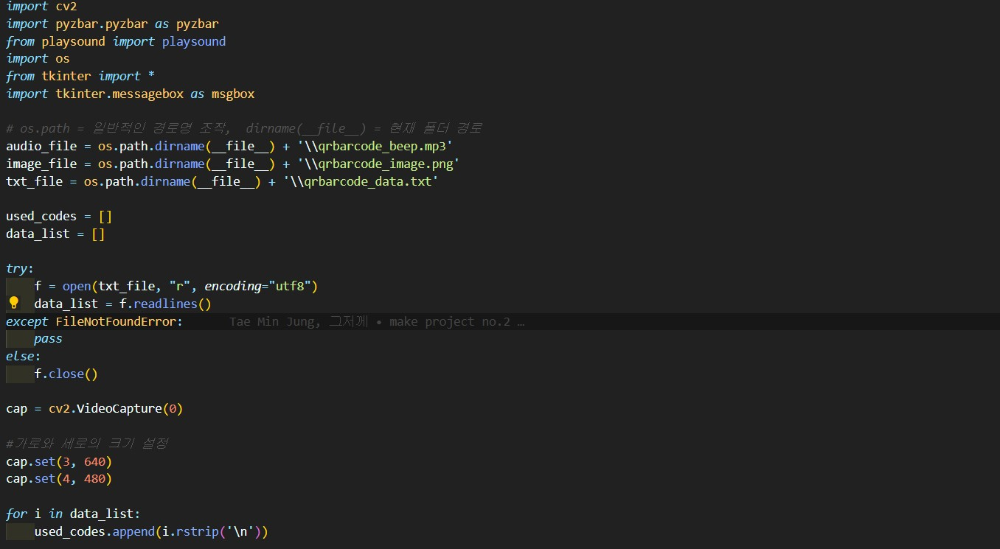 import cv2
import pyzbar.pyzbar as pyzbar
from playsound import playsound
import os
from tkinter import *
import tkinter.messagebox as msgbox
# os.path = 일반적인 경로명 조작,  dirname(__file__) = 현재 폴더 경로
audio_file = os.path.dirname(__file__) + '\\qrbarcode_beep.mp3'
image_file = os.path.dirname(__file__) + '\\qrbarcode_image.png'
txt_file = os.path.dirname(__file__) + '\\qrbarcode_data.txt'
used_codes = []
data_list = []
try:
    f = open(txt_file, "r", encoding="utf8")
    data_list = f.readlines()
except FileNotFoundError:      Tae Min Jung, 그저께 • make project no.2 …
    pass
else:
    f.close()
cap = cv2.VideoCapture(0)
#가로와 세로의 크기 설정
cap.set(3, 640)
cap.set(4, 480)
for i in data_list:
    used_codes.append(i.rstrip('\n'))